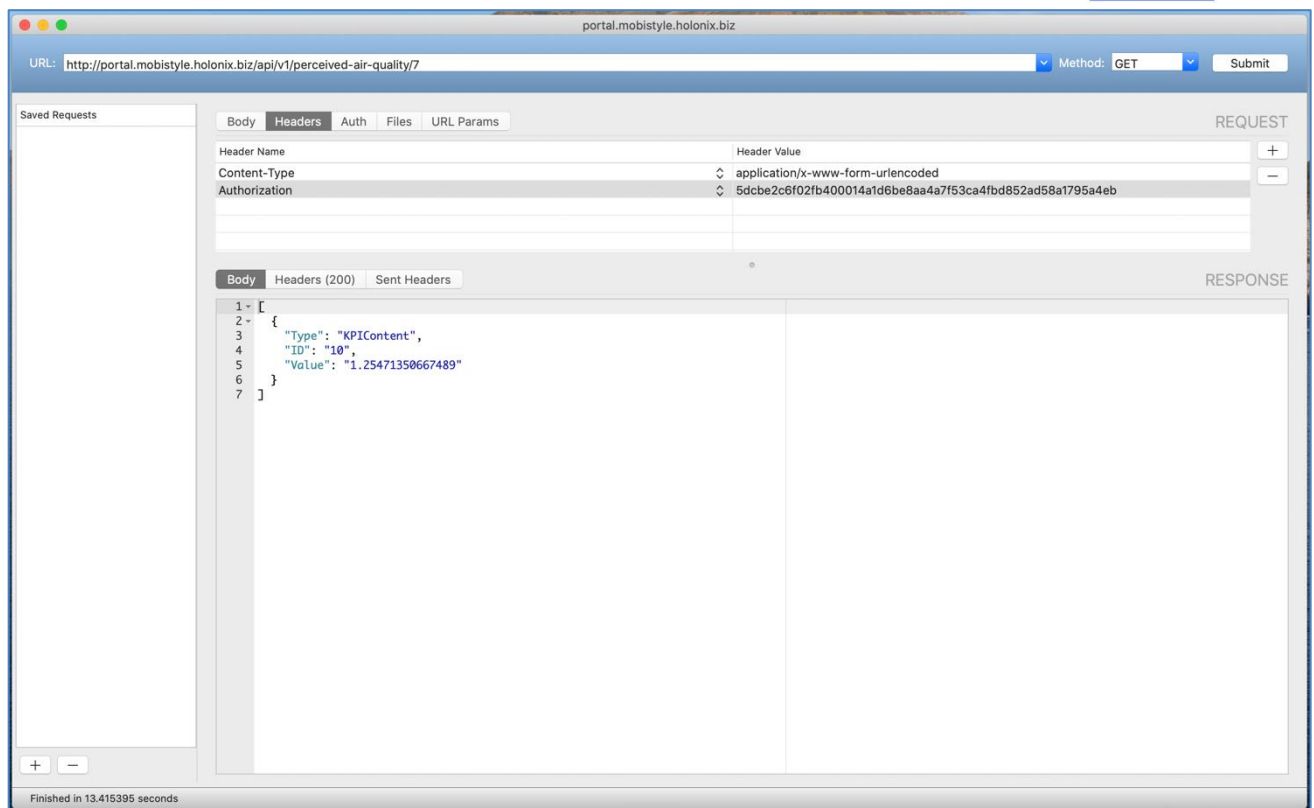 portal.mobistyle.holonix.biz
URL: http://portal.mobistyle.holonix.biz/api/v1/perceived-air-quality/7 Method: GET Submit
Saved Requests
Body Headers Auth Files URL Params REQUEST
Header Name Header Value +
Content-Type application/x-www-form-urlencoded −
Authorization 5dcbe2c6f02fb400014a1d6be8aa4a7f53ca4fbd852ad58a1795a4eb
Body Headers (200) Sent Headers RESPONSE
1 [
2 {
3 "Type": "KPIContent",
4 "ID": "10",
5 "Value": "1.25471350667489"
6 }
7 ]
+ −
Finished in 13.415395 seconds